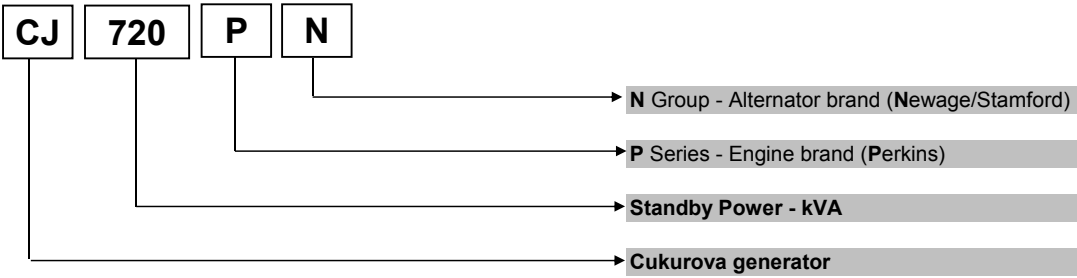 CJ 720 P N
N Group - Alternator brand (Newage/Stamford)
P Series - Engine brand (Perkins)
Standby Power - kVA
Cukurova generator